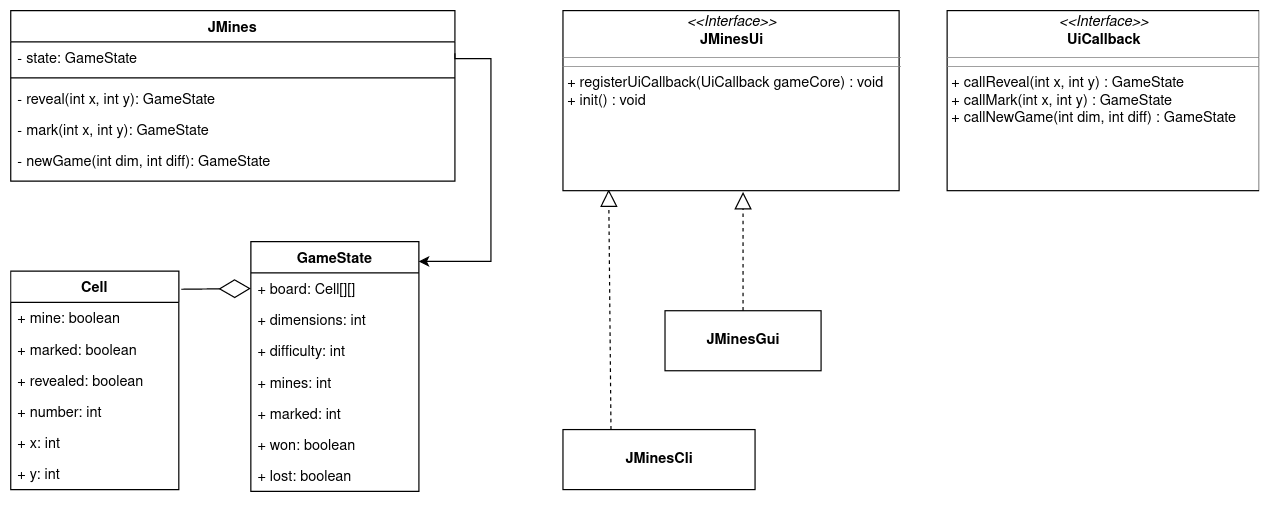 JMines
- state: GameState
- reveal(int x, int y): GameState
- mark(int x, int y): GameState
- newGame(int dim, int diff): GameState
<<Interface>>
JMinesUi
+ registerUiCallback(UiCallback gameCore) : void
+ init() : void
<<Interface>>
UiCallback
+ callReveal(int x, int y) : GameState
+ callMark(int x, int y) : GameState
+ callNewGame(int dim, int diff) : GameState
Cell
+ mine: boolean
+ marked: boolean
+ revealed: boolean
+ number: int
+ x: int
+ y: int
GameState
+ board: Cell[][]
+ dimensions: int
+ difficulty: int
+ mines: int
+ marked: int
+ won: boolean
+ lost: boolean
JMinesGui
JMinesCli